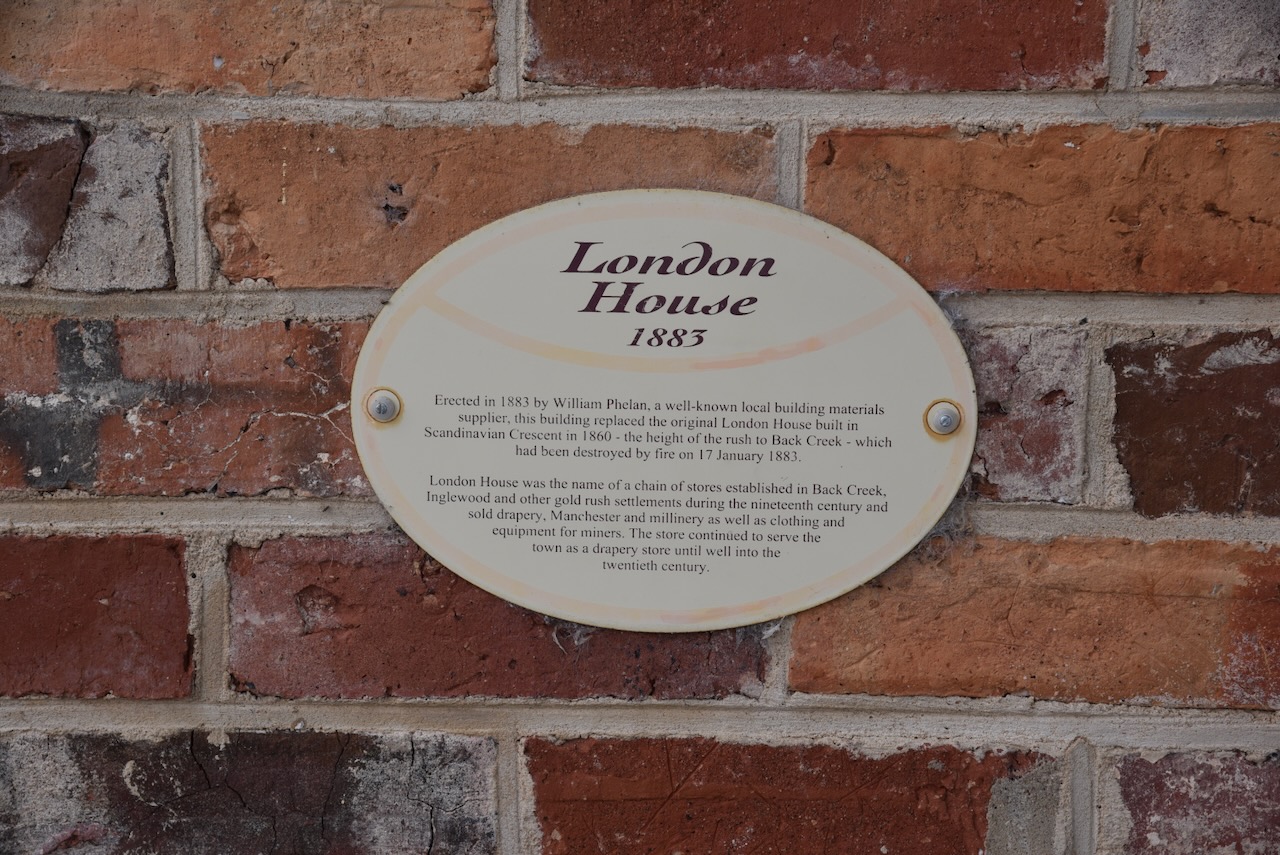 London
House
1883
Erected in 1883 by William Phelan, a well-known local building materials
supplier, this building replaced the original London House built in
Scandinavian Crescent in 1860 - the height of the rush to Back Creek - which
had been destroyed by fire on 17 January 1883.
London House was the name of a chain of stores established in Back Creek,
Inglewood and other gold rush settlements during the nineteenth century and
sold drapery, Manchester and millinery as well as clothing and
equipment for miners. The store continued to serve the
town as a drapery store until well into the
twentieth century.